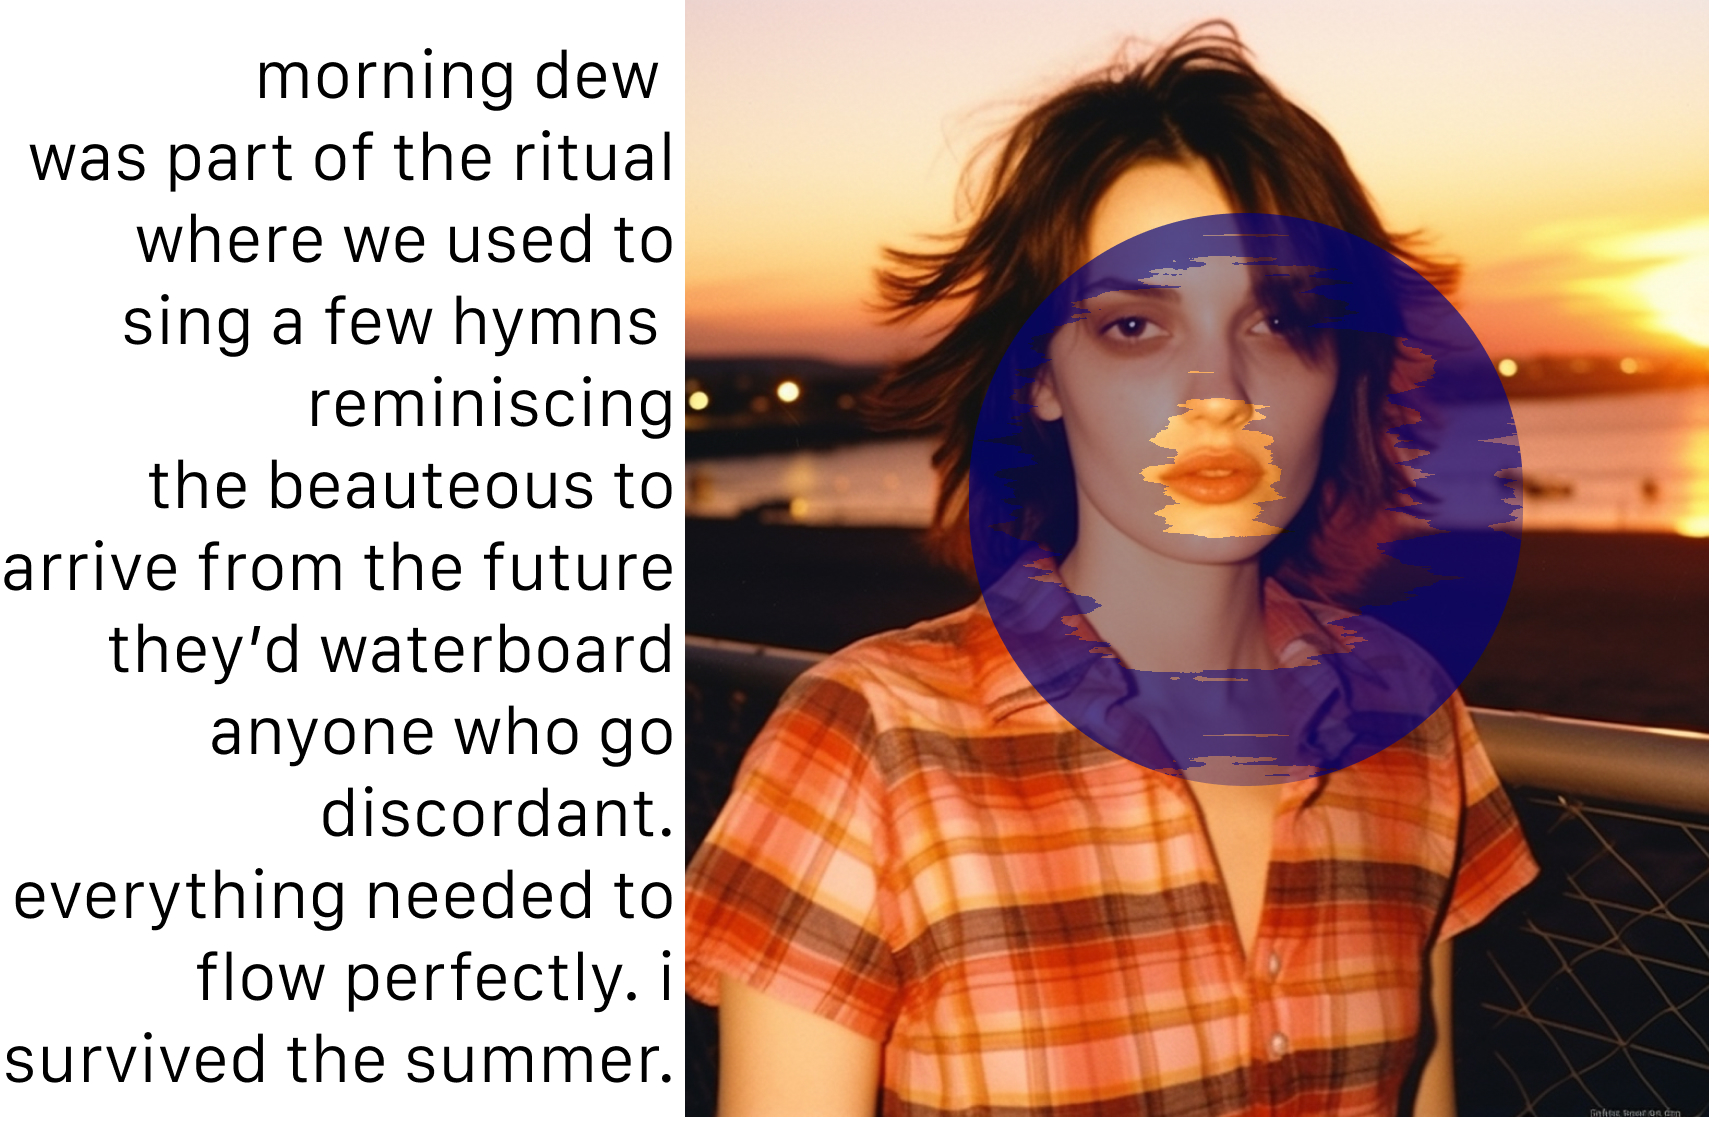 morning dew
was part of the ritual
where we used to
sing a few hymns
reminiscing
the beauteous to
arrive from the future
they’d waterboard
anyone who go
discordant.
everything needed to
flow perfectly. i
survived the summer.